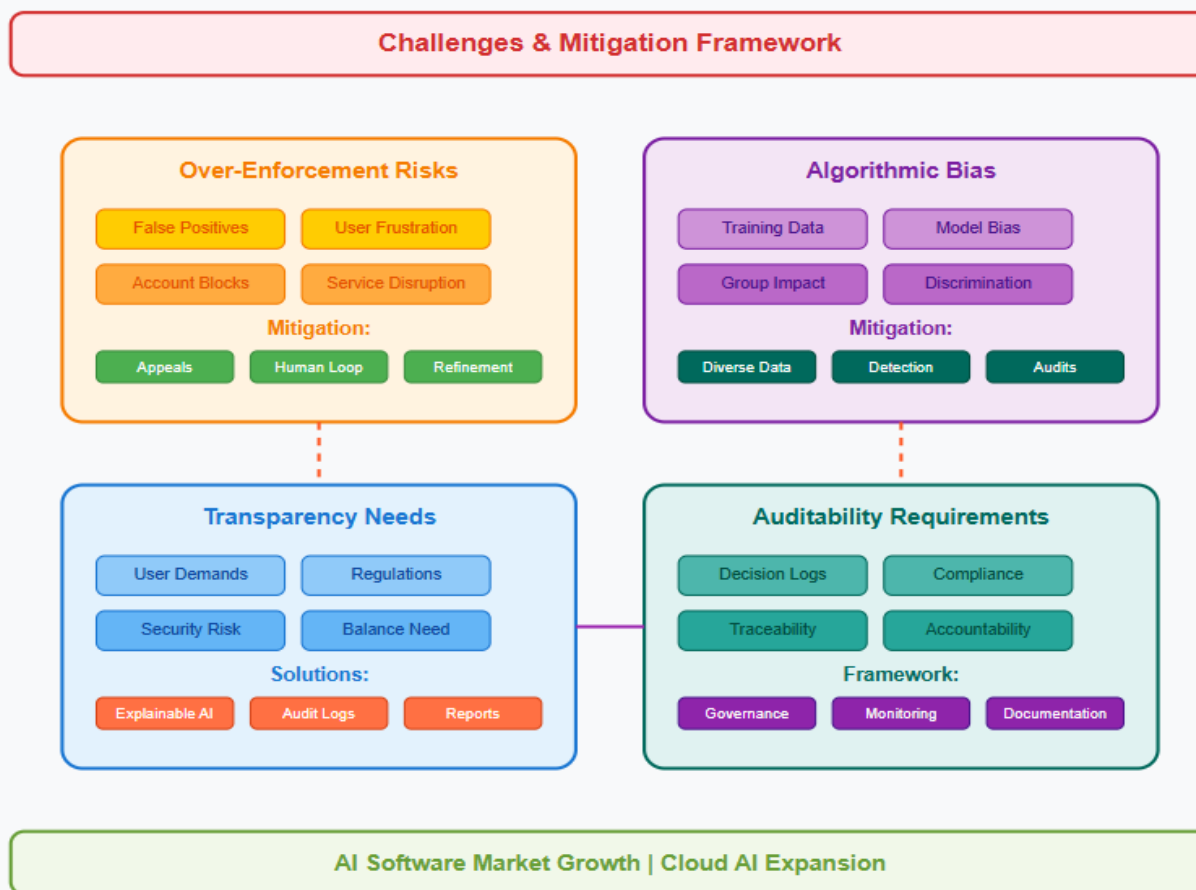 Challenges & Mitigation Framework
Over-Enforcement Risks
False Positives
User Frustration
Account Blocks
Service Disruption
Mitigation:
Appeals
Human Loop
Refinement
Algorithmic Bias
Training Data
Model Bias
Group Impact
Discrimination
Mitigation:
Diverse Data
Detection
Audits
Transparency Needs
User Demands
Regulations
Security Risk
Balance Need
Solutions:
Explainable AI
Audit Logs
Reports
Auditability Requirements
Decision Logs
Compliance
Traceability
Accountability
Framework:
Governance
Monitoring
Documentation
AI Software Market Growth | Cloud AI Expansion